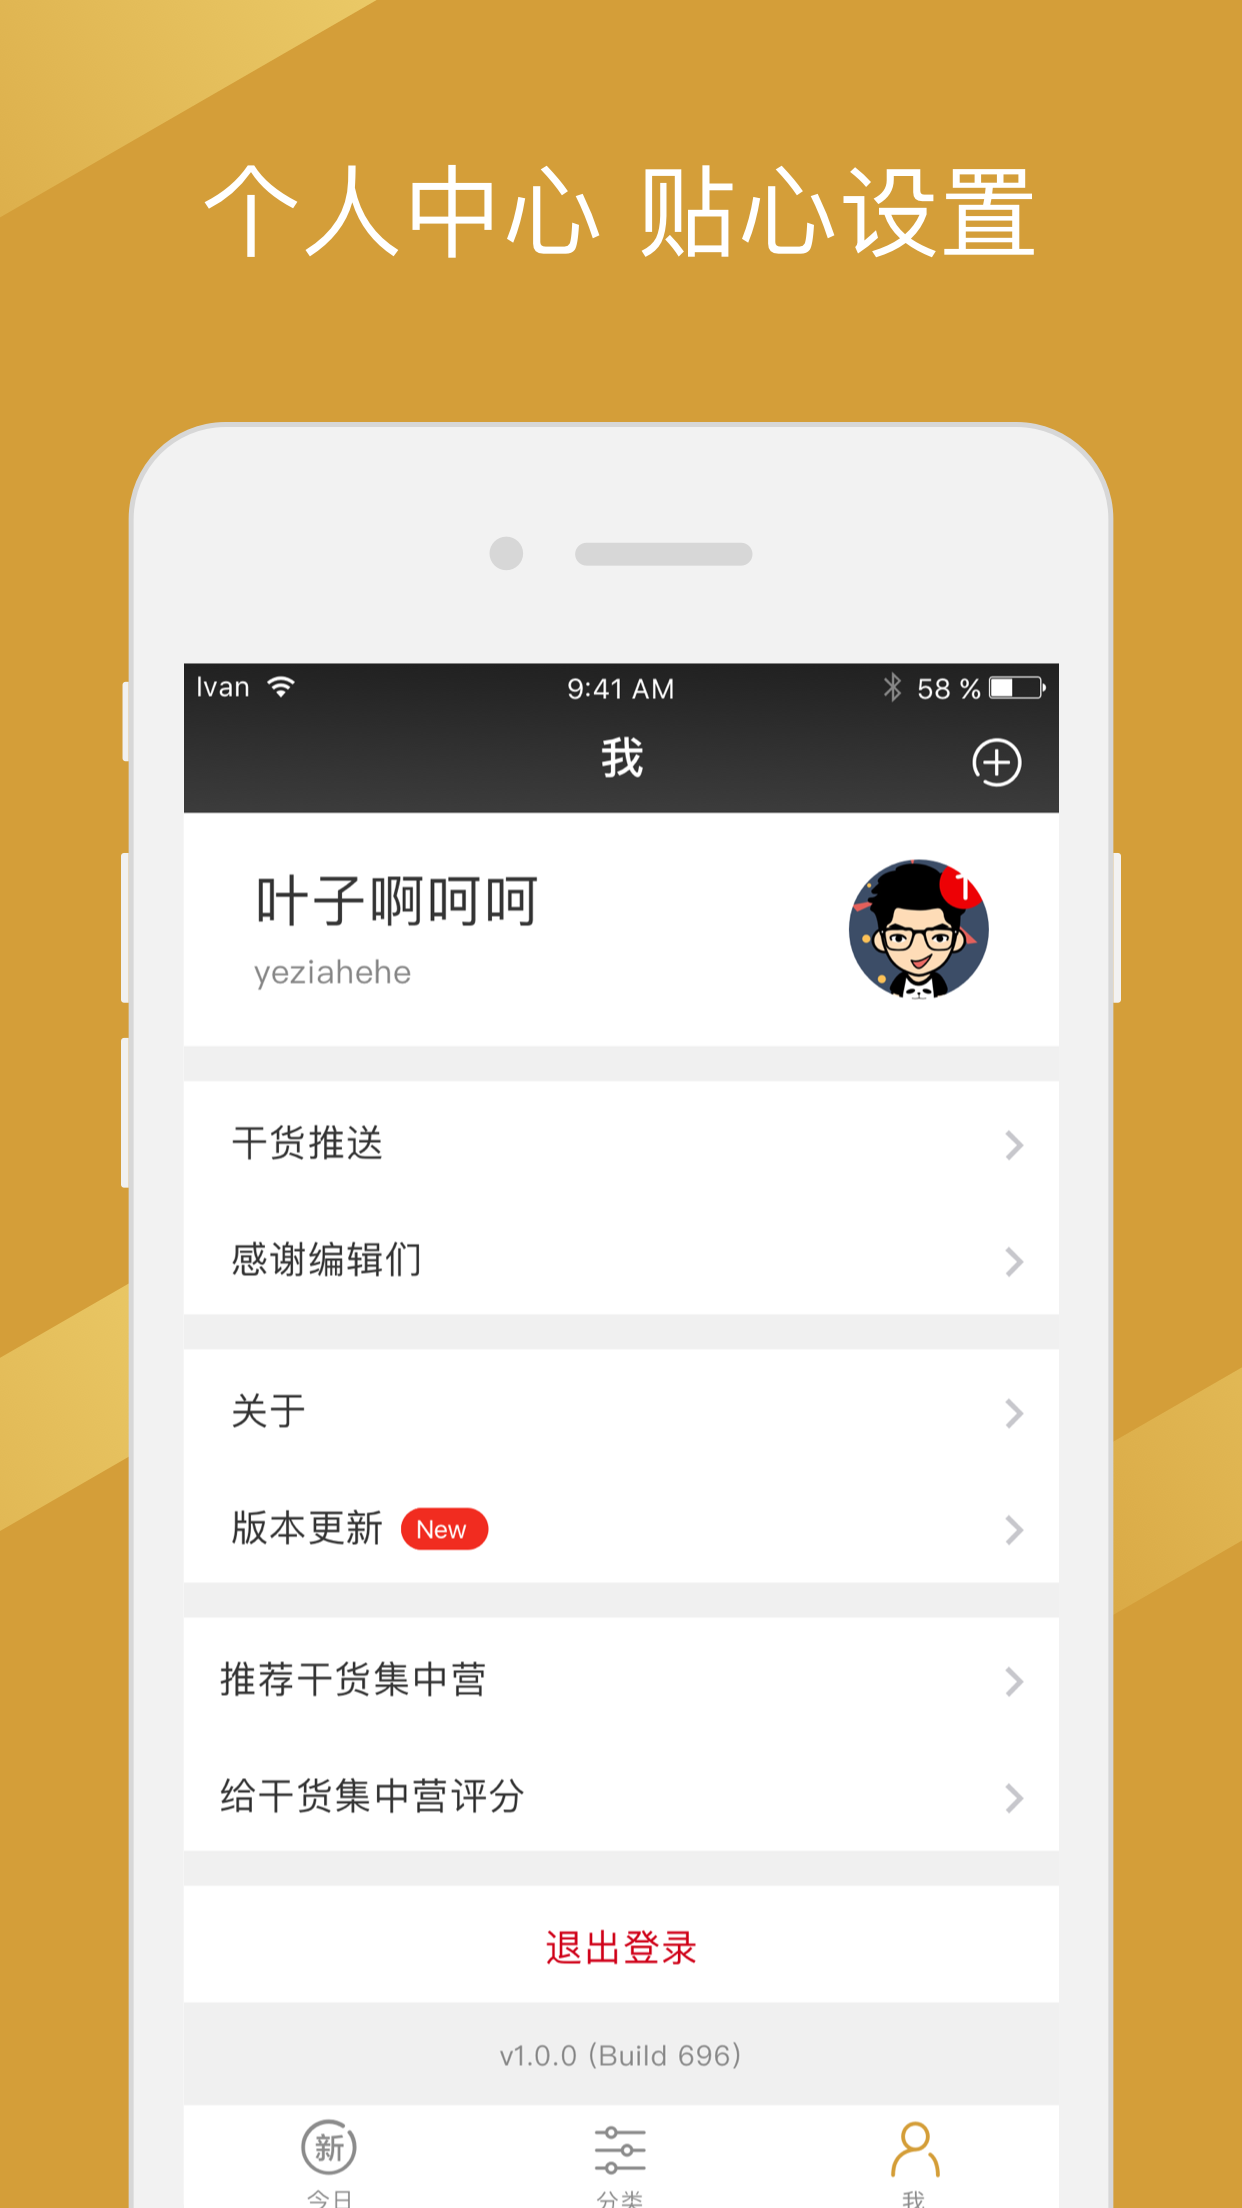 个人中心 贴心设置
Ivan 9:41 AM 58 %
我
叶子啊呵呵
1
yeziahehe
干货推送
感谢编辑们
关于
版本更新 New
推荐干货集中营
给干货集中营评分
退出登录
v1.0.0 (Build 696)
新
今日 分类 我